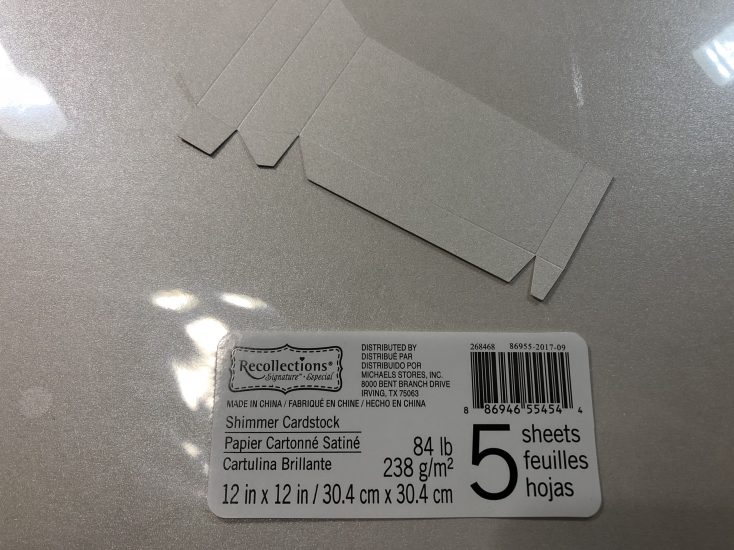 Recollections®
Signature™ • Especial
DISTRIBUTED BY
DISTRIBUÉ PAR
DISTRIBUIDO POR
MICHAELS STORES, INC.
8000 BENT BRANCH DRIVE
IRVING, TX 75063
268468 86955-2017-09
8 86946 55454 4
MADE IN CHINA / FABRIQUÉ EN CHINE / HECHO EN CHINA
Shimmer Cardstock
Papier Cartonné Satiné
Cartulina Brillante
84 lb
238 g/m²
12 in x 12 in / 30.4 cm x 30.4 cm
5 sheets
feuilles
hojas